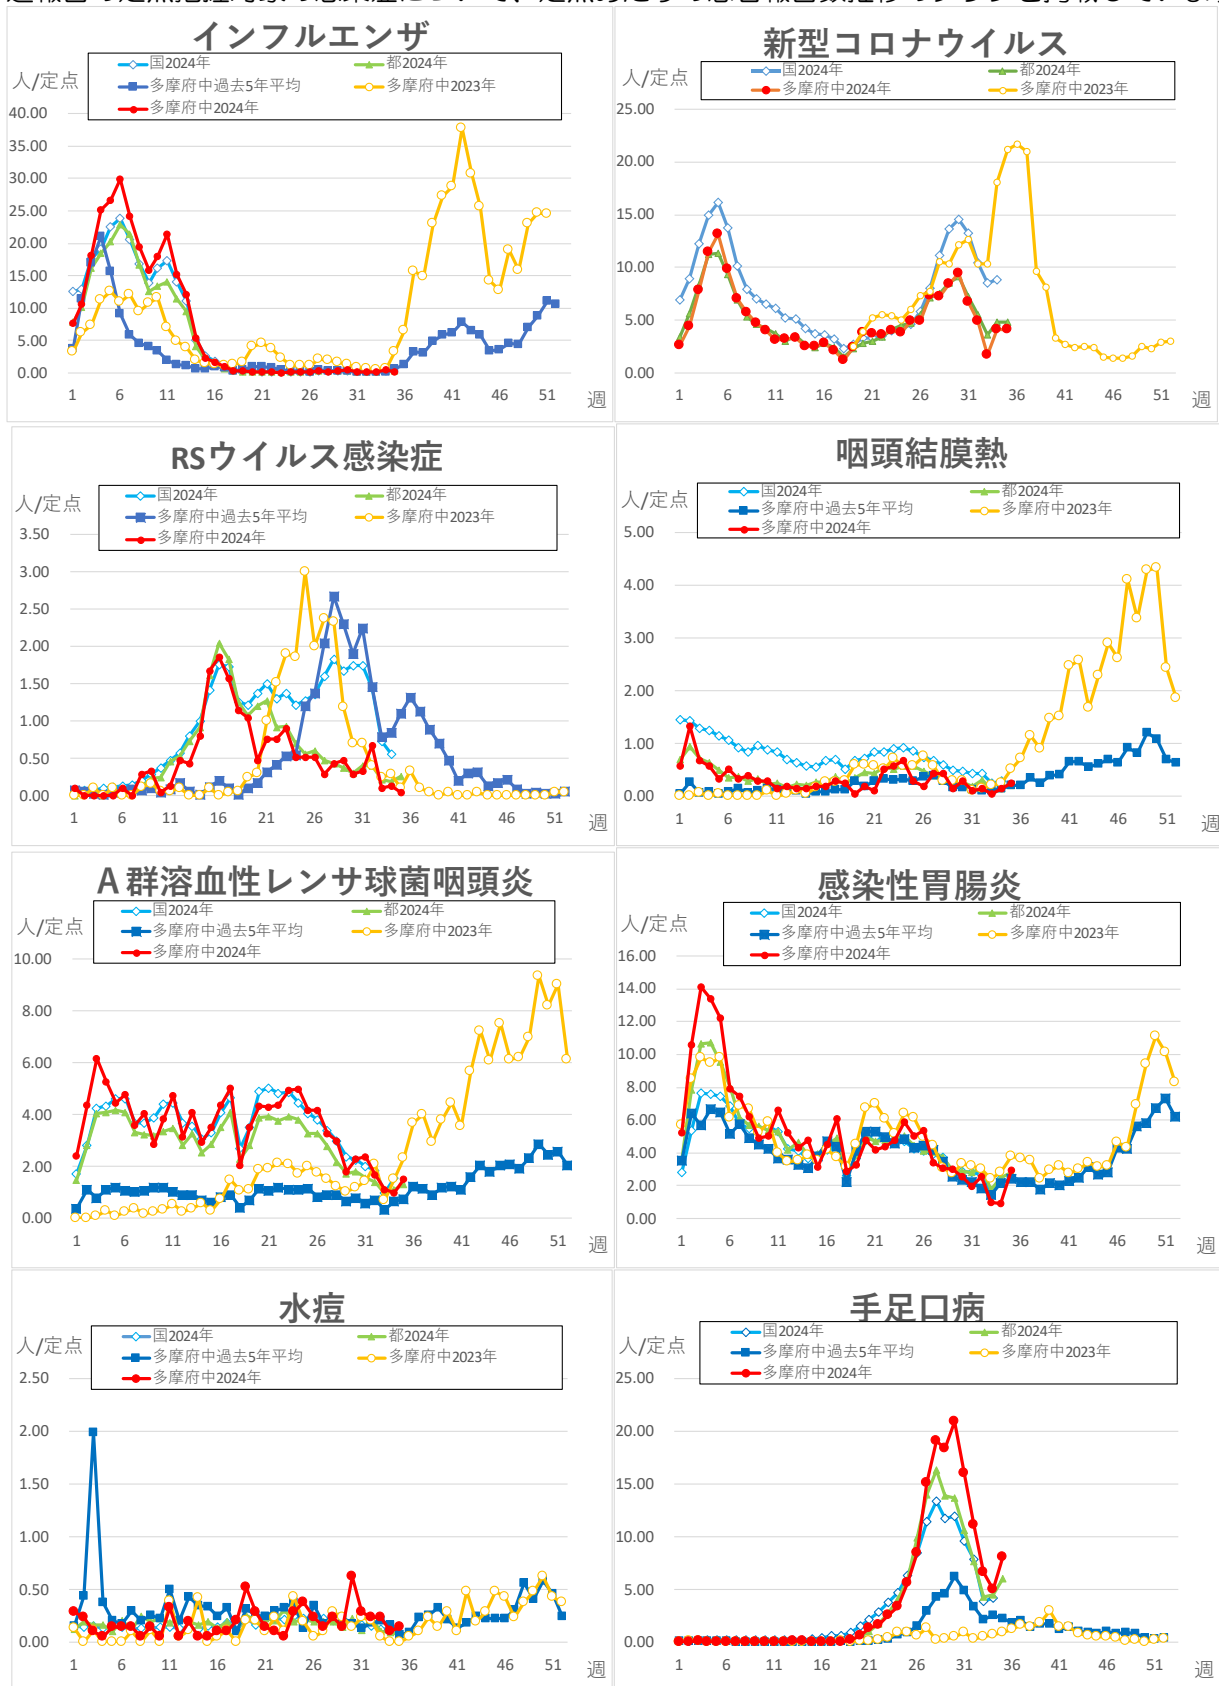 インフルエンザ
人/定点
国2024年 都2024年
多摩府中過去5年平均 多摩府中2023年
多摩府中2024年
40.00
35.00
30.00
25.00
20.00
15.00
10.00
5.00
0.00
1 6 11 16 21 26 31 36 41 46 51 週
新型コロナウイルス
人/定点
国2024年 都2024年
多摩府中2024年 多摩府中2023年
25.00
20.00
15.00
10.00
5.00
0.00
1 6 11 16 21 26 31 36 41 46 51 週
RSウイルス感染症
人/定点
国2024年 都2024年
多摩府中過去5年平均 多摩府中2023年
多摩府中2024年
3.50
3.00
2.50
2.00
1.50
1.00
0.50
0.00
1 6 11 16 21 26 31 36 41 46 51 週
咽頭結膜熱
人/定点
国2024年 都2024年
多摩府中過去5年平均 多摩府中2023年
多摩府中2024年
5.00
4.00
3.00
2.00
1.00
0.00
1 6 11 16 21 26 31 36 41 46 51 週
A群溶血性レンサ球菌咽頭炎
人/定点
国2024年 都2024年
多摩府中過去5年平均 多摩府中2023年
多摩府中2024年
10.00
8.00
6.00
4.00
2.00
0.00
1 6 11 16 21 26 31 36 41 46 51 週
感染性胃腸炎
人/定点
国2024年 都2024年
多摩府中過去5年平均 多摩府中2023年
多摩府中2024年
16.00
14.00
12.00
10.00
8.00
6.00
4.00
2.00
0.00
1 6 11 16 21 26 31 36 41 46 51 週
水痘
人/定点
国2024年 都2024年
多摩府中過去5年平均 多摩府中2023年
多摩府中2024年
2.50
2.00
1.50
1.00
0.50
0.00
1 6 11 16 21 26 31 36 41 46 51 週
手足口病
人/定点
国2024年 都2024年
多摩府中過去5年平均 多摩府中2023年
多摩府中2024年
25.00
20.00
15.00
10.00
5.00
0.00
1 6 11 16 21 26 31 36 41 46 51 週